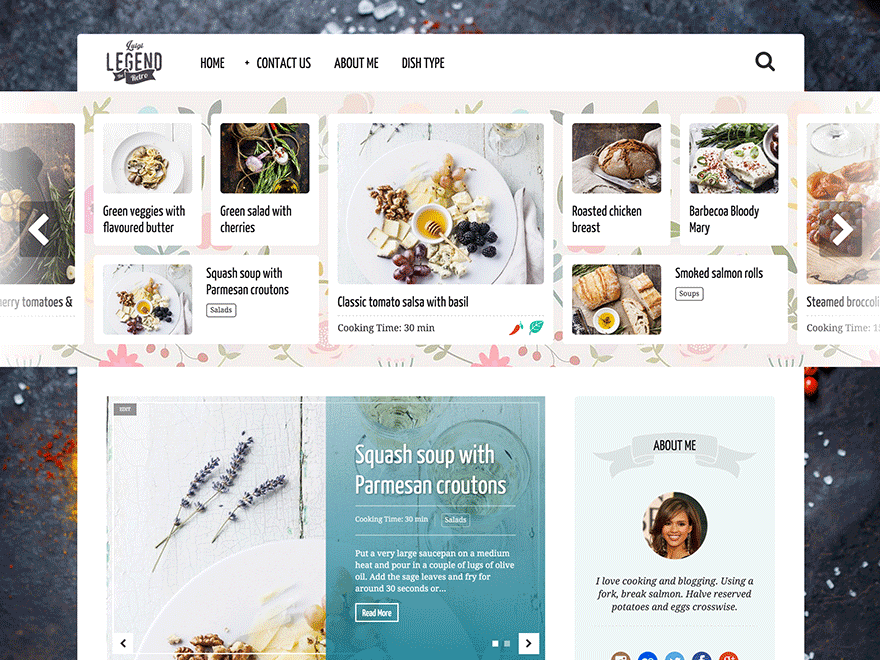 Luigi
LEGEND
the Retro
HOME
+ CONTACT US
ABOUT ME
DISH TYPE
Green veggies with
flavoured butter
Green salad with
cherries
Classic tomato salsa with basil
Cooking Time: 30 min
Roasted chicken
breast
Barbecoa Bloody
Mary
herry tomatoes &
Squash soup with
Parmesan croutons
Salads
Smoked salmon rolls
Soups
Steamed broccoli
Cooking Time: 15
EDIT
Squash soup with
Parmesan croutons
Cooking Time: 30 min
Salads
Put a very large saucepan on a medium
heat and pour in a couple of lugs of olive
oil. Add the sage leaves and fry for
around 30 seconds or...
Read More
ABOUT ME
I love cooking and blogging. Using a
fork, break salmon. Halve reserved
potatoes and eggs crosswise.